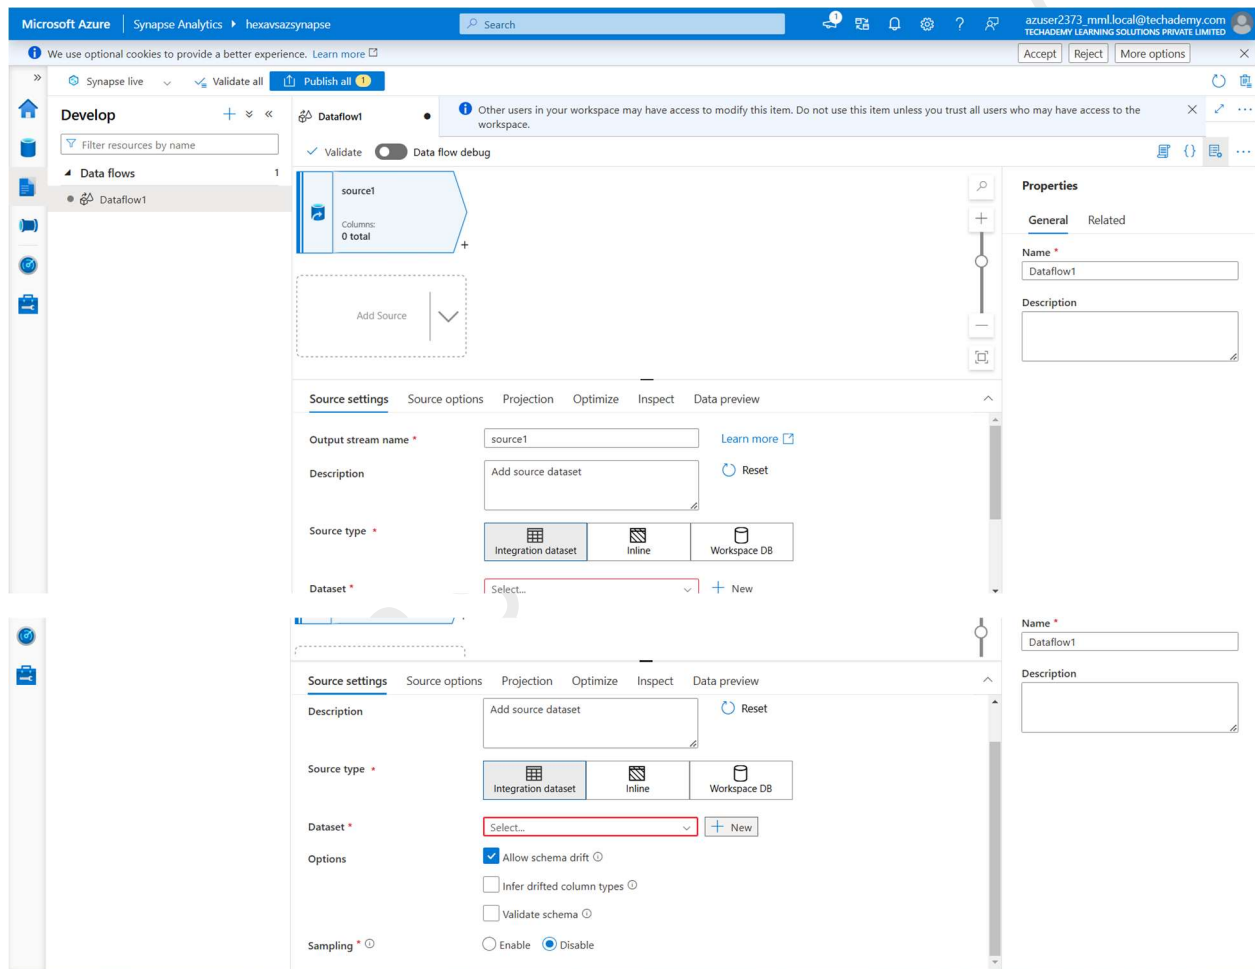 Microsoft Azure Synapse Analytics hexavsazsynapse Search 1 azuser2373_mml.local@techademy.com
TECHADEMY LEARNING SOLUTIONS PRIVATE LIMITED
We use optional cookies to provide a better experience. Learn more Accept Reject More options
Synapse live Validate all Publish all 1
Develop
Filter resources by name
Data flows 1
Dataflow1
Dataflow1
Other users in your workspace may have access to modify this item. Do not use this item unless you trust all users who may have access to the
workspace.
Validate Data flow debug
source1
Columns:
0 total
+
Add Source
Properties
General Related
Name *
Dataflow1
Description
Source settings Source options Projection Optimize Inspect Data preview
Output stream name * source1 Learn more
Description Add source dataset Reset
Source type * Integration dataset Inline Workspace DB
Dataset * Select... + New
Name *
Dataflow1
Description
Source settings Source options Projection Optimize Inspect Data preview
Description Add source dataset Reset
Source type * Integration dataset Inline Workspace DB
Dataset * Select... + New
Options Allow schema drift
Infer drifted column types
Validate schema
Sampling * Enable Disable